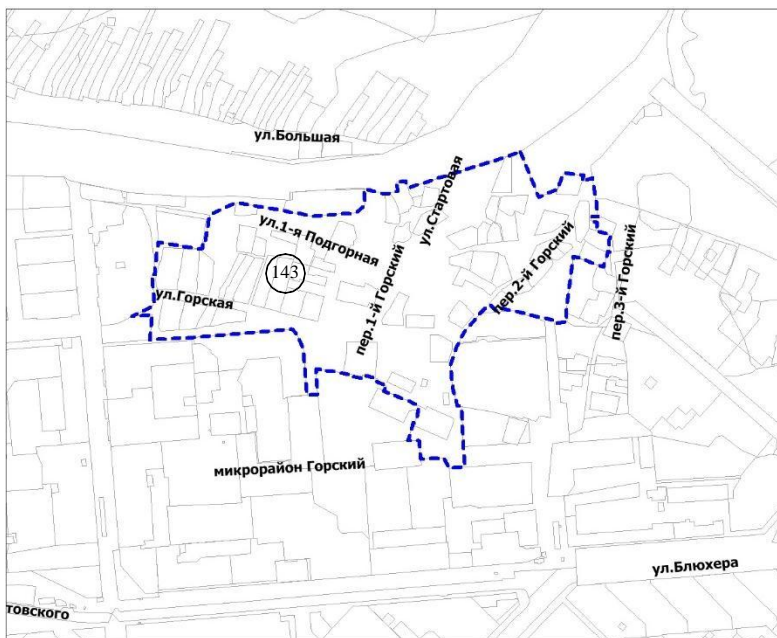 ул.Большая
ул.Стартовая
ул.1-я Подгорная
143
ул.Горская
пер.1-й Горский
пер.2-й Горский
пер.3-й Горский
микрорайон Горский
ул.Блюхера
товского